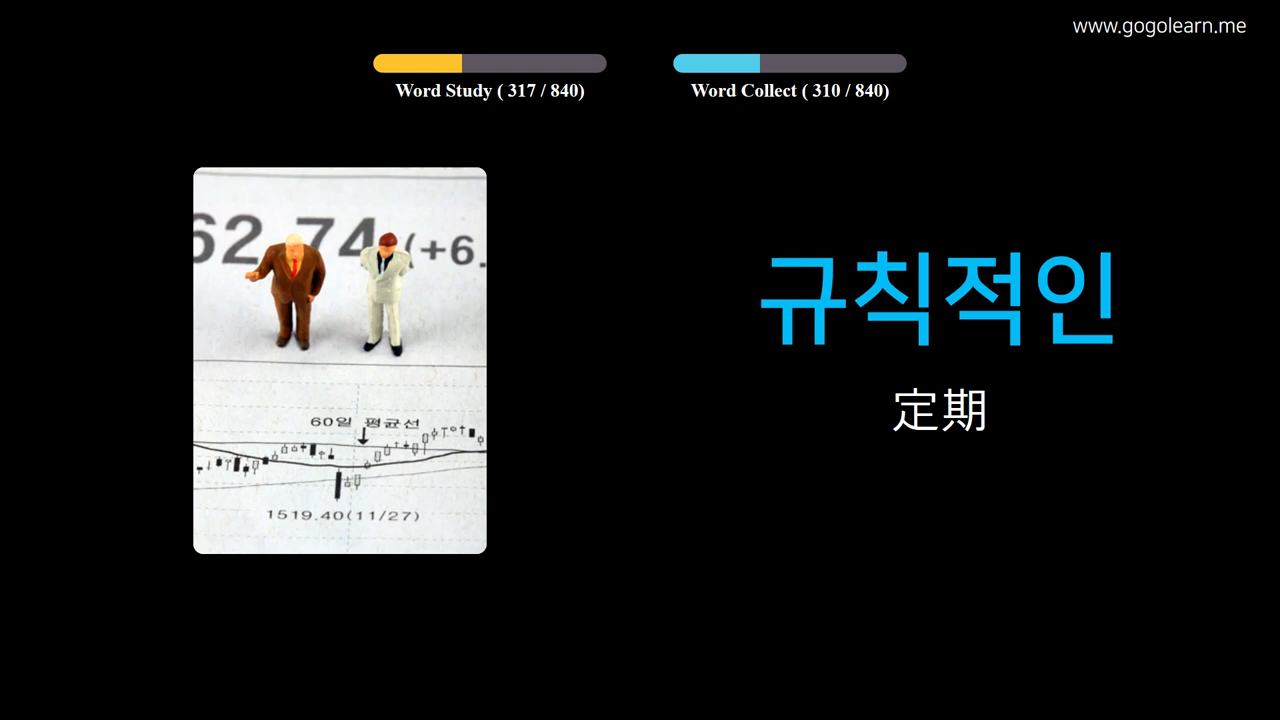 www.gogolearn.me
Word Study ( 317 / 840)
Word Collect ( 310 / 840)
62.74 (+6.
60일 평균선
1519.40(11/27)
규칙적인
定期